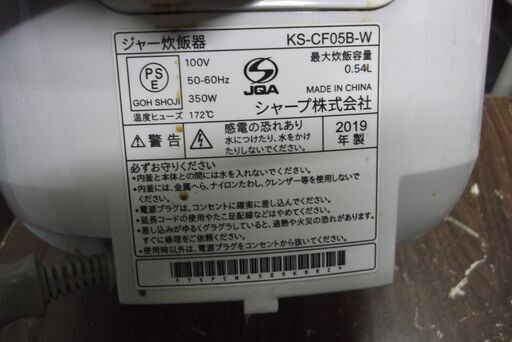 ジャー炊飯器
KS-CF05B-W
PS
E
GOH SHOJI
100V
50-60Hz
350W
温度ヒューズ 172℃
JQA
最大炊飯容量
0.54L
MADE IN CHINA
シャープ株式会社
警告
感電の恐れあり
水につけたり、水をかけ
たりしないでください。
2019
年製
必ずお守りください
・内釜と本体との間には水を入れないでください。
・内釜には、金属へら、ナイロンたわし、クレンザー等を使用しない
でください。
・電源プラグは、コンセントに確実に差し込んでください。
・延長コードの使用やたこ足配線などはやめてください。
・差し込みがゆるくグラグラしていると、過熱や火災の恐れがあります。
すぐに修理をご依頼ください。
・使用時以外は、電源プラグをコンセントから抜いてください。